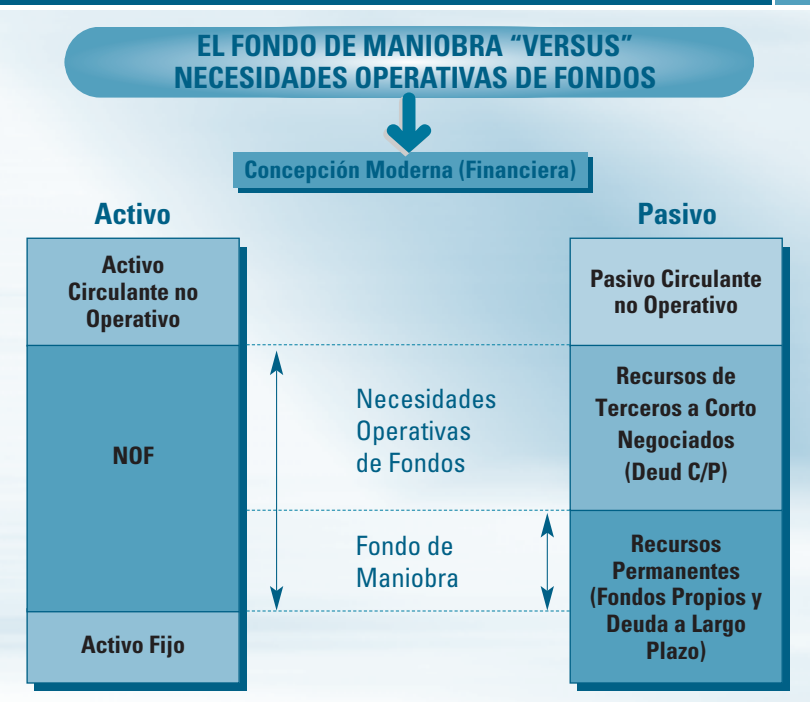 EL FONDO DE MANIOBRA “VERSUS”
NECESIDADES OPERATIVAS DE FONDOS
Concepción Moderna (Financiera)
Activo
Activo
Circulante no
Operativo
NOF
Activo Fijo
Necesidades
Operativas
de Fondos
Fondo de
Maniobra
Pasivo
Pasivo Circulante
no Operativo
Recursos de
Terceros a Corto
Negociados
(Deud C/P)
Recursos
Permanentes
(Fondos Propios y
Deuda a Largo
Plazo)